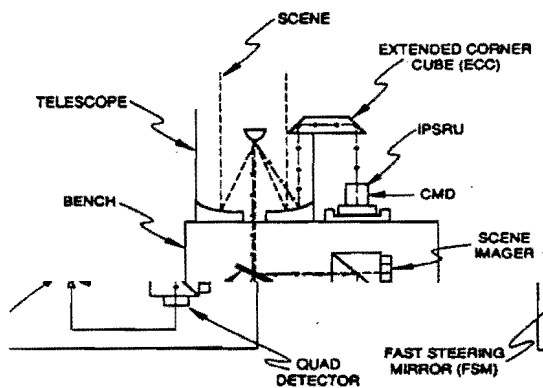 SCENE
EXTENDED CORNER
CUBE (ECC)
TELESCOPE
IPSRU
CMD
BENCH
SCENE
IMAGER
QUAD
DETECTOR
FAST STEERING
MIRROR (FSM)